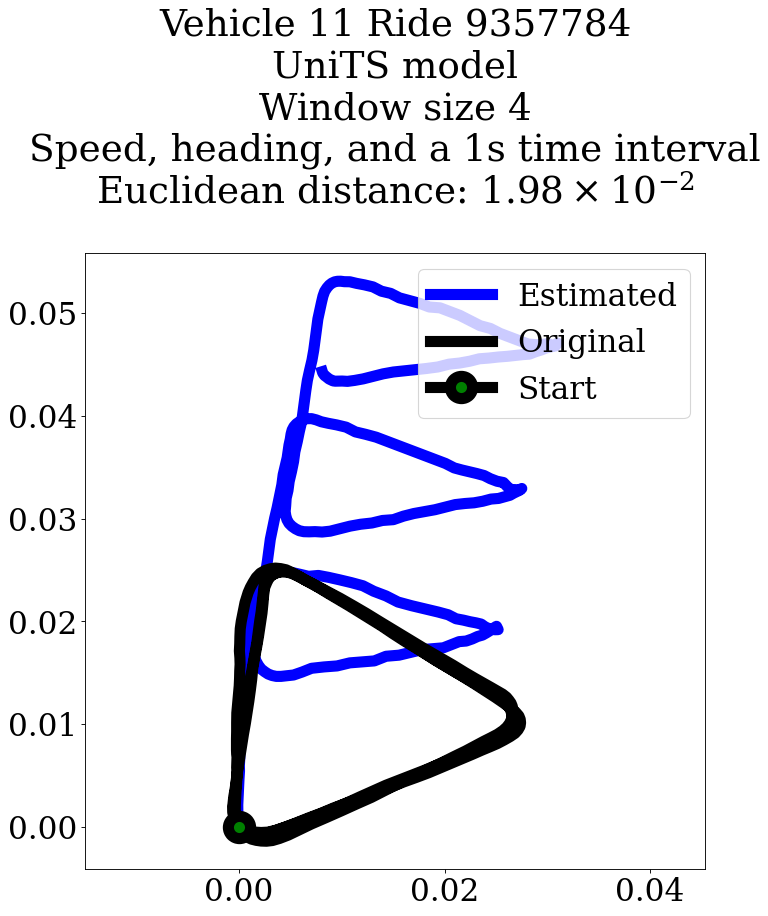 Vehicle 11 Ride 9357784
UniTS model
Window size 4
Speed, heading, and a 1s time interval
Euclidean distance: 1.98 × 10⁻²
Estimated
Original
Start
0.05
0.04
0.03
0.02
0.01
0.00
0.00 0.02 0.04